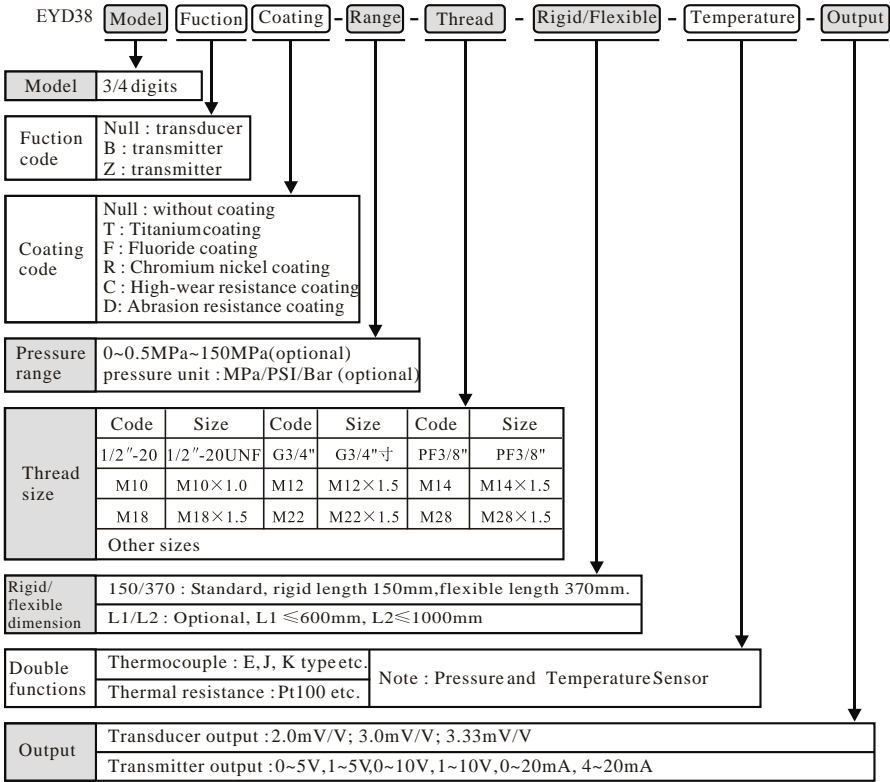 EYD38 Model Fuction Coating - Range - Thread - Rigid/Flexible - Temperature - Output
Model 3/4 digits
Fuction code
Null : transducer
B : transmitter
Z : transmitter
Coating code
Null : without coating
T : Titanium coating
F : Fluoride coating
R : Chromium nickel coating
C : High-wear resistance coating
D: Abrasion resistance coating
Pressure range
0~0.5MPa~150MPa(optional)
pressure unit : MPa/PSI/Bar (optional)
Thread size
Code Size Code Size Code Size
1/2″-20 1/2″-20UNF G3/4" G3/4"寸 PF3/8" PF3/8"
M10 M10×1.0 M12 M12×1.5 M14 M14×1.5
M18 M18×1.5 M22 M22×1.5 M28 M28×1.5
Other sizes
Rigid/
flexible
dimension
150/370 : Standard, rigid length 150mm,flexible length 370mm.
L1/L2 : Optional, L1 ≤600mm, L2≤1000mm
Double functions
Thermocouple : E, J, K type etc.
Thermal resistance : Pt100 etc.
Note : Pressure and Temperature Sensor
Output
Transducer output : 2.0mV/V; 3.0mV/V; 3.33mV/V
Transmitter output : 0~5V,1~5V,0~10V,1~10V,0~20mA, 4~20mA